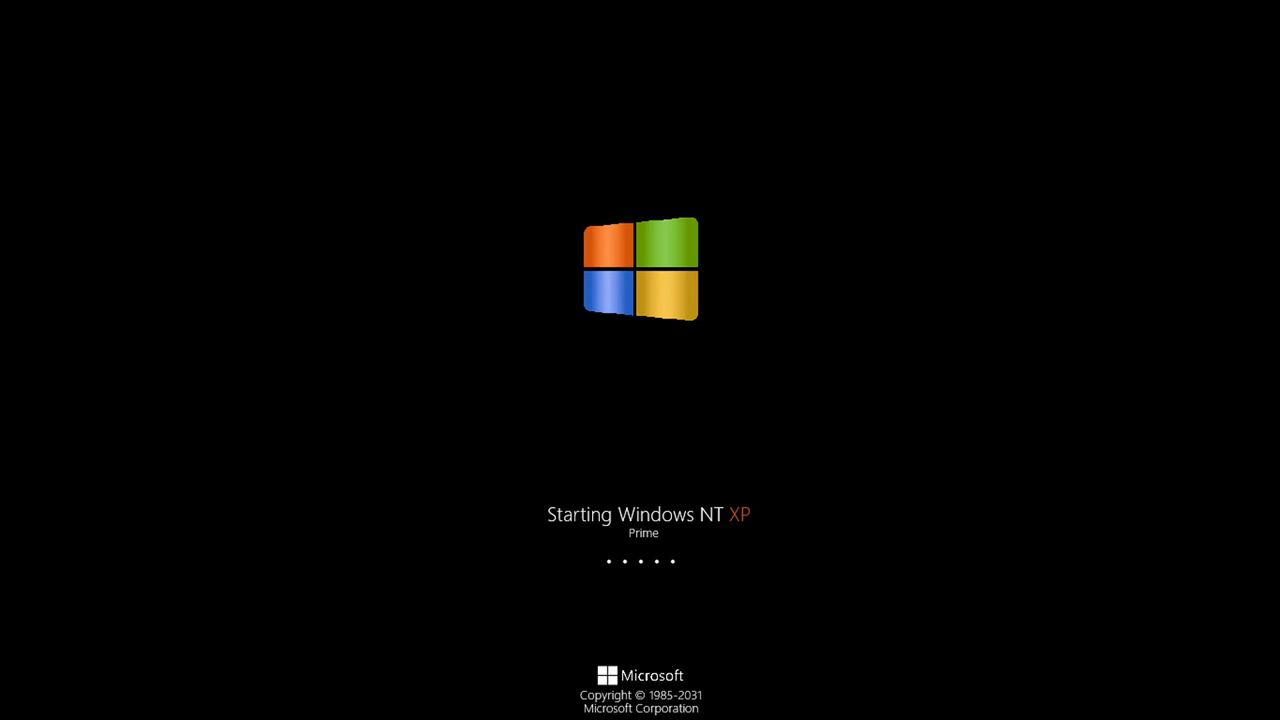 Starting Windows NT XP
Prime
Microsoft
Copyright © 1985-2031
Microsoft Corporation